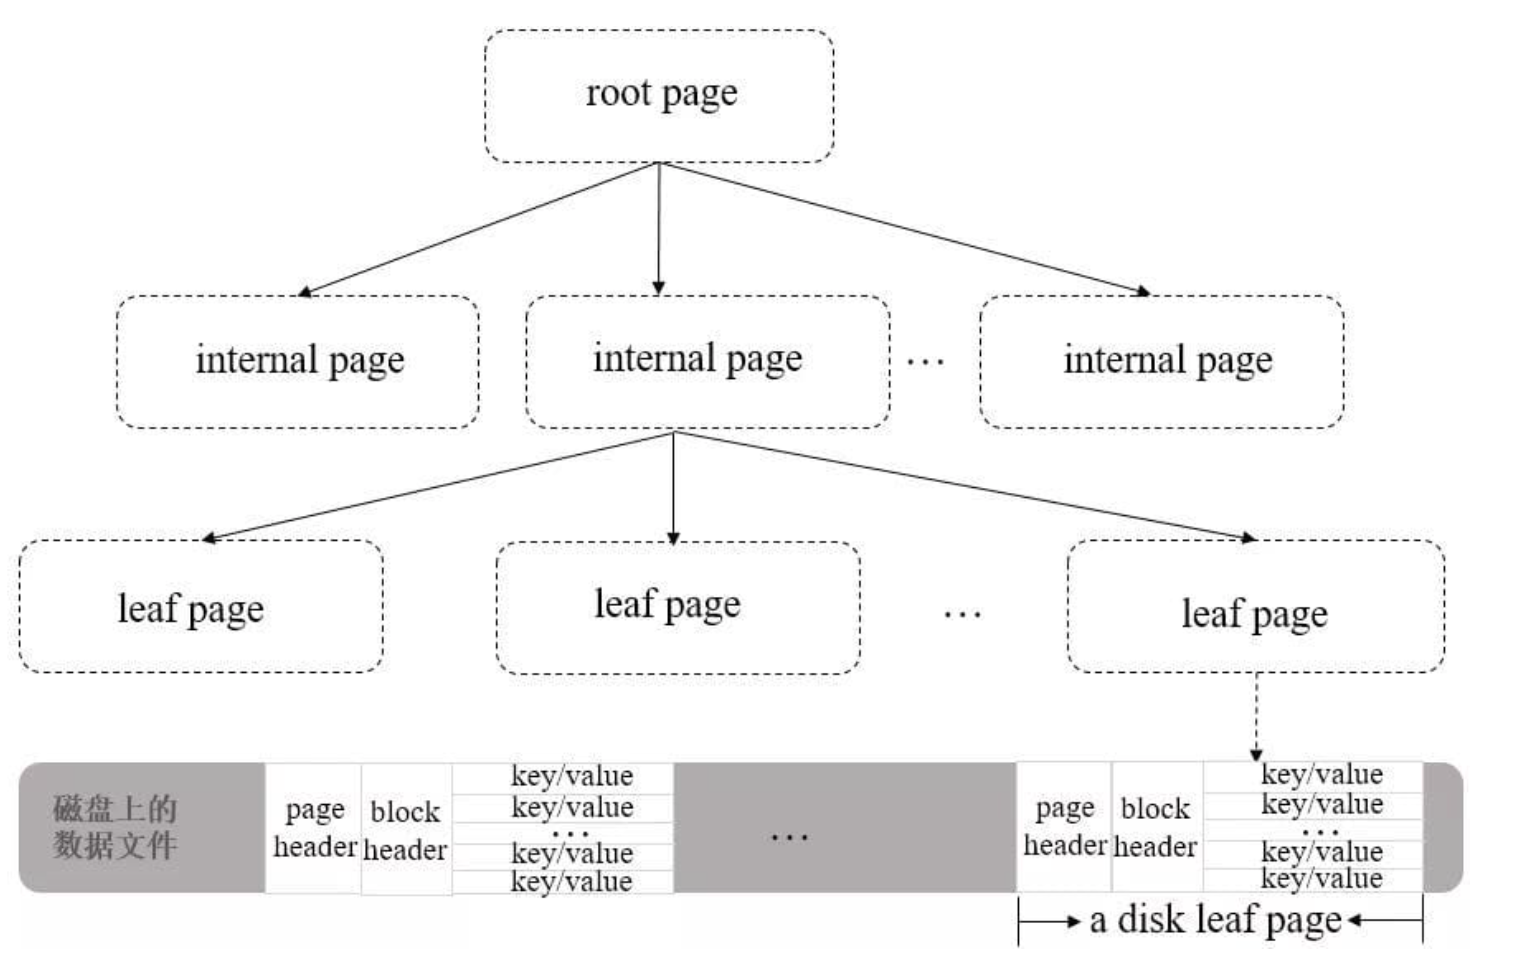 root page
internal page
internal page
...
internal page
leaf page
leaf page
...
leaf page
磁盘上的
数据文件
page
header
block
header
key/value
key/value
...
key/value
key/value
...
page
header
block
header
key/value
key/value
...
key/value
key/value
a disk leaf page